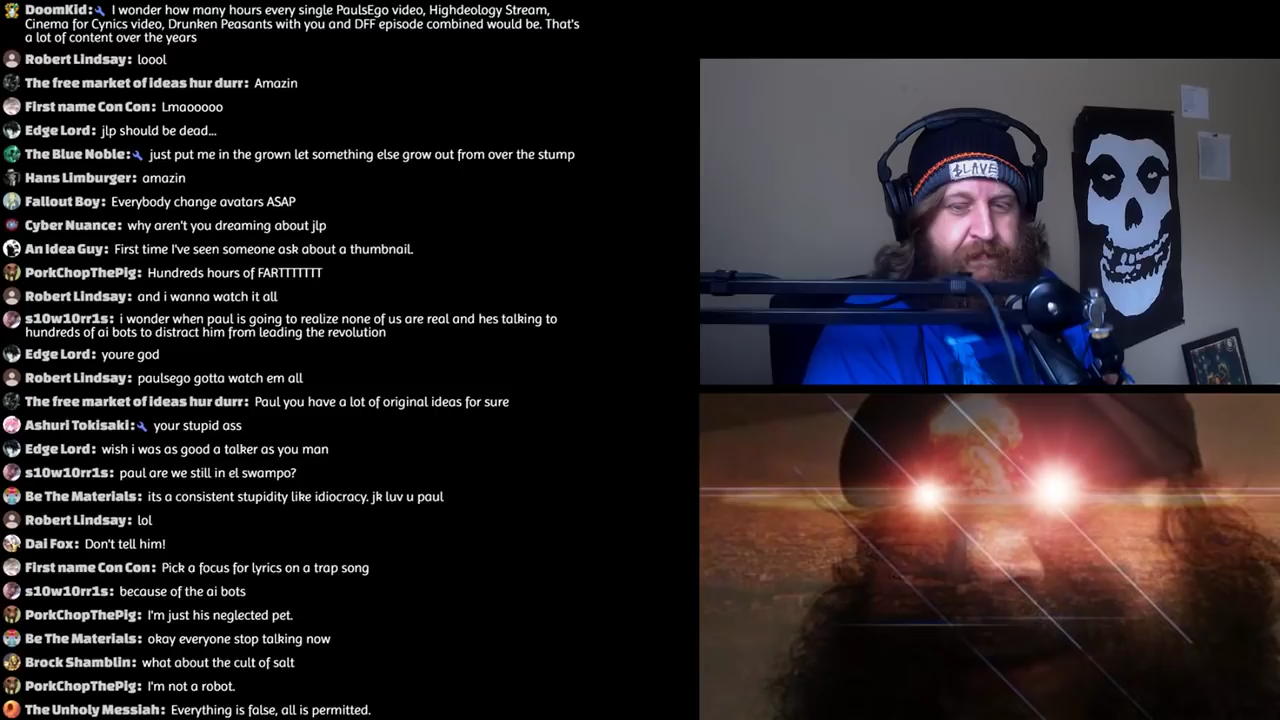 DoomKid: I wonder how many hours every single PaulsEgo video, Highdeology Stream,
Cinema for Cynics video, Drunken Peasants with you and DFF episode combined would be. That's
a lot of content over the years
Robert Lindsay: loool
The free market of ideas hur durr: Amazin
First name Con Con: Lmaooooo
Edge Lord: jlp should be dead...
The Blue Noble: just put me in the grown let something else grow out from over the stump
Hans Limburger: amazin
Fallout Boy: Everybody change avatars ASAP
Cyber Nuance: why aren't you dreaming about jlp
An Idea Guy: First time I've seen someone ask about a thumbnail.
PorkChopThePig: Hundreds hours of FARTTTTTTT
Robert Lindsay: and i wanna watch it all
s10w10rr1s: i wonder when paul is going to realize none of us are real and hes talking to
hundreds of ai bots to distract him from leading the revolution
Edge Lord: youre god
Robert Lindsay: paulsego gotta watch em all
The free market of ideas hur durr: Paul you have a lot of original ideas for sure
Ashuri Tokisaki: your stupid ass
Edge Lord: wish i was as good a talker as you man
s10w10rr1s: paul are we still in el swampo?
Be The Materials: its a consistent stupidity like idiocracy. jk luv u paul
Robert Lindsay: lol
Dai Fox: Don't tell him!
First name Con Con: Pick a focus for lyrics on a trap song
s10w10rr1s: because of the ai bots
PorkChopThePig: I'm just his neglected pet.
Be The Materials: okay everyone stop talking now
Brock Shamblin: what about the cult of salt
PorkChopThePig: I'm not a robot.
The Unholy Messiah: Everything is false, all is permitted.
SLAVE